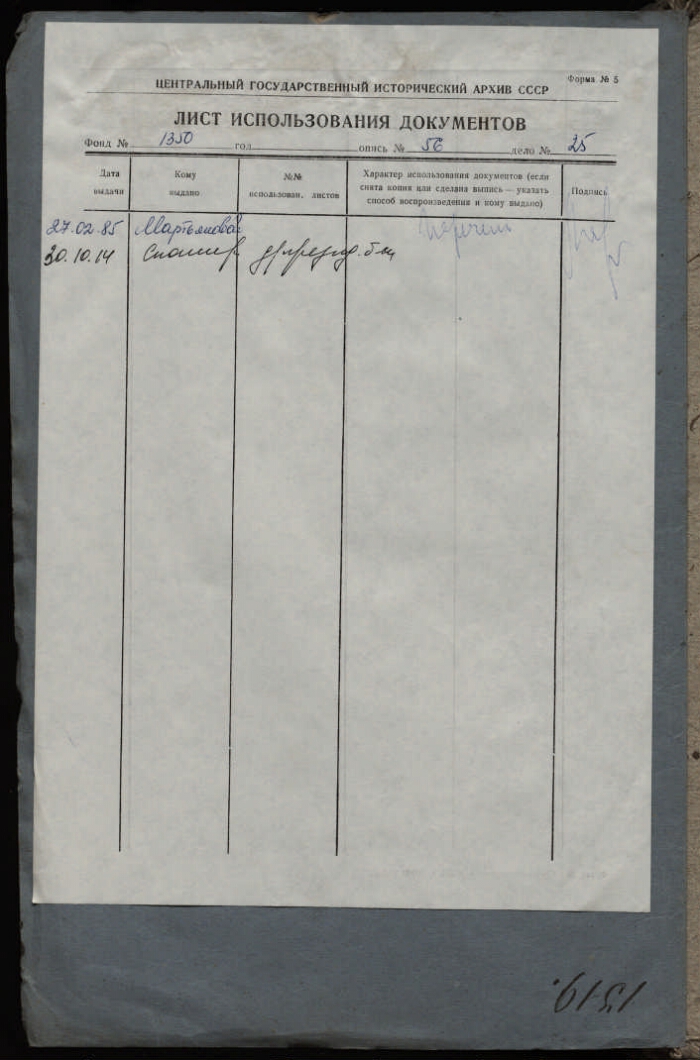 Форма № 5
ЦЕНТРАЛЬНЫЙ ГОСУДАРСТВЕННЫЙ ИСТОРИЧЕСКИЙ АРХИВ СССР
ЛИСТ ИСПОЛЬЗОВАНИЯ ДОКУМЕНТОВ
Фонд № 1350 год опись № 56 дело № 25
Дата выдачи
Кому выдано
№№ использован. листов
Характер использования документов (если
снята копия или сделана выпись — указать
способ воспроизведения и кому выдано)
Подпись
27.02.85 Мартьянова
30.10.14
1519.